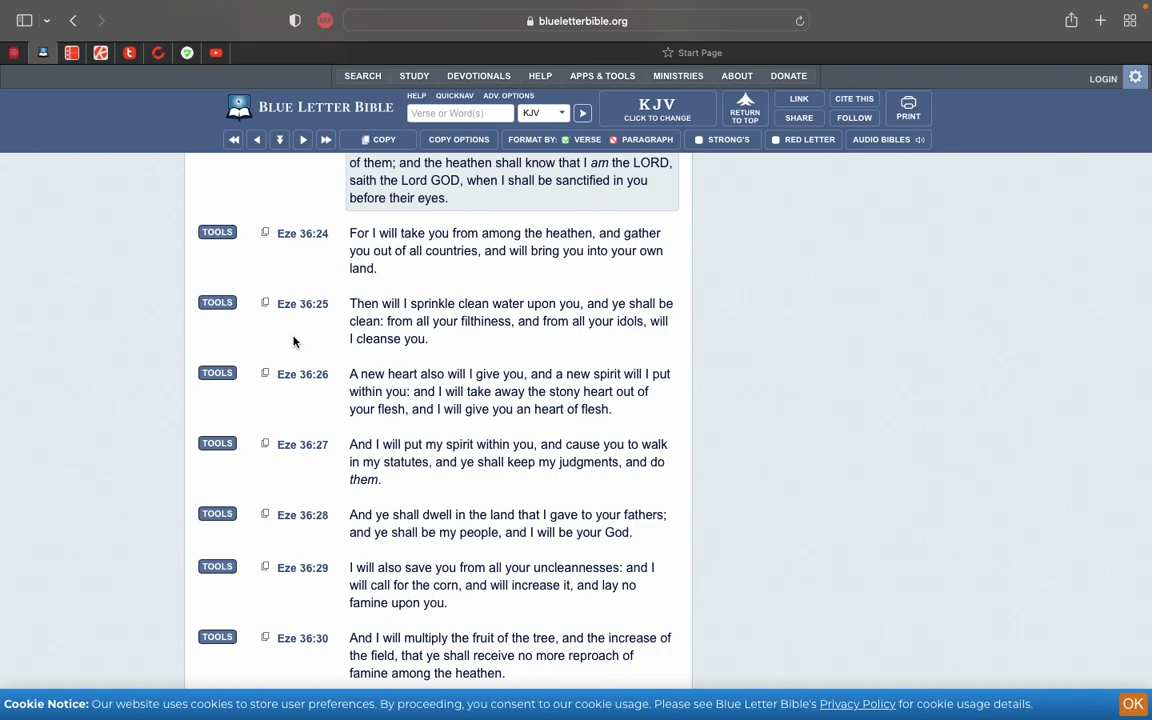 blueletterbible.org
ABP
Start Page
SEARCH STUDY DEVOTIONALS HELP APPS & TOOLS MINISTRIES ABOUT DONATE
LOGIN
BLUE LETTER BIBLE
HELP QUICKNAV ADV. OPTIONS
Verse or Word(s) KJV
KJV
CLICK TO CHANGE
RETURN TO TOP
LINK CITE THIS
SHARE FOLLOW
PRINT
COPY COPY OPTIONS FORMAT BY: VERSE PARAGRAPH STRONG'S RED LETTER AUDIO BIBLES
of them; and the heathen shall know that I am the LORD,
saith the Lord GOD, when I shall be sanctified in you
before their eyes.
TOOLS Eze 36:24 For I will take you from among the heathen, and gather
you out of all countries, and will bring you into your own
land.
TOOLS Eze 36:25 Then will I sprinkle clean water upon you, and ye shall be
clean: from all your filthiness, and from all your idols, will
I cleanse you.
TOOLS Eze 36:26 A new heart also will I give you, and a new spirit will I put
within you: and I will take away the stony heart out of
your flesh, and I will give you an heart of flesh.
TOOLS Eze 36:27 And I will put my spirit within you, and cause you to walk
in my statutes, and ye shall keep my judgments, and do
them.
TOOLS Eze 36:28 And ye shall dwell in the land that I gave to your fathers;
and ye shall be my people, and I will be your God.
TOOLS Eze 36:29 I will also save you from all your uncleannesses: and I
will call for the corn, and will increase it, and lay no
famine upon you.
TOOLS Eze 36:30 And I will multiply the fruit of the tree, and the increase of
the field, that ye shall receive no more reproach of
famine among the heathen.
Cookie Notice: Our website uses cookies to store user preferences. By proceeding, you consent to our cookie usage. Please see Blue Letter Bible's Privacy Policy for cookie usage details. OK